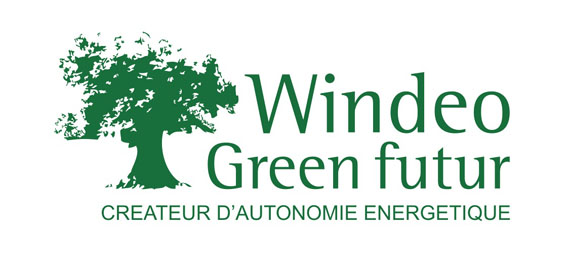 Windeo
Green futur
CREATEUR D'AUTONOMIE ENERGETIQUE